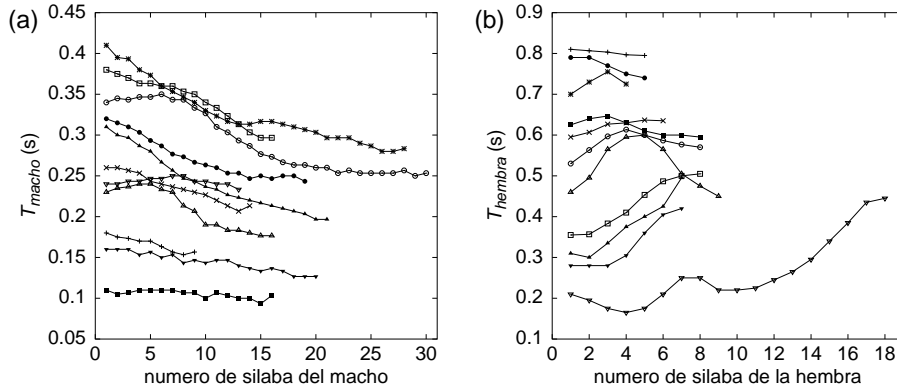 (a)
0.45
0.4
0.35
0.3
0.25
0.2
0.15
0.1
0.05
T macho (s)
0 5 10 15 20 25 30
numero de silaba del macho
(b)
0.9
0.8
0.7
0.6
0.5
0.4
0.3
0.2
0.1
T hembra (s)
0 2 4 6 8 10 12 14 16 18
numero de silaba de la hembra